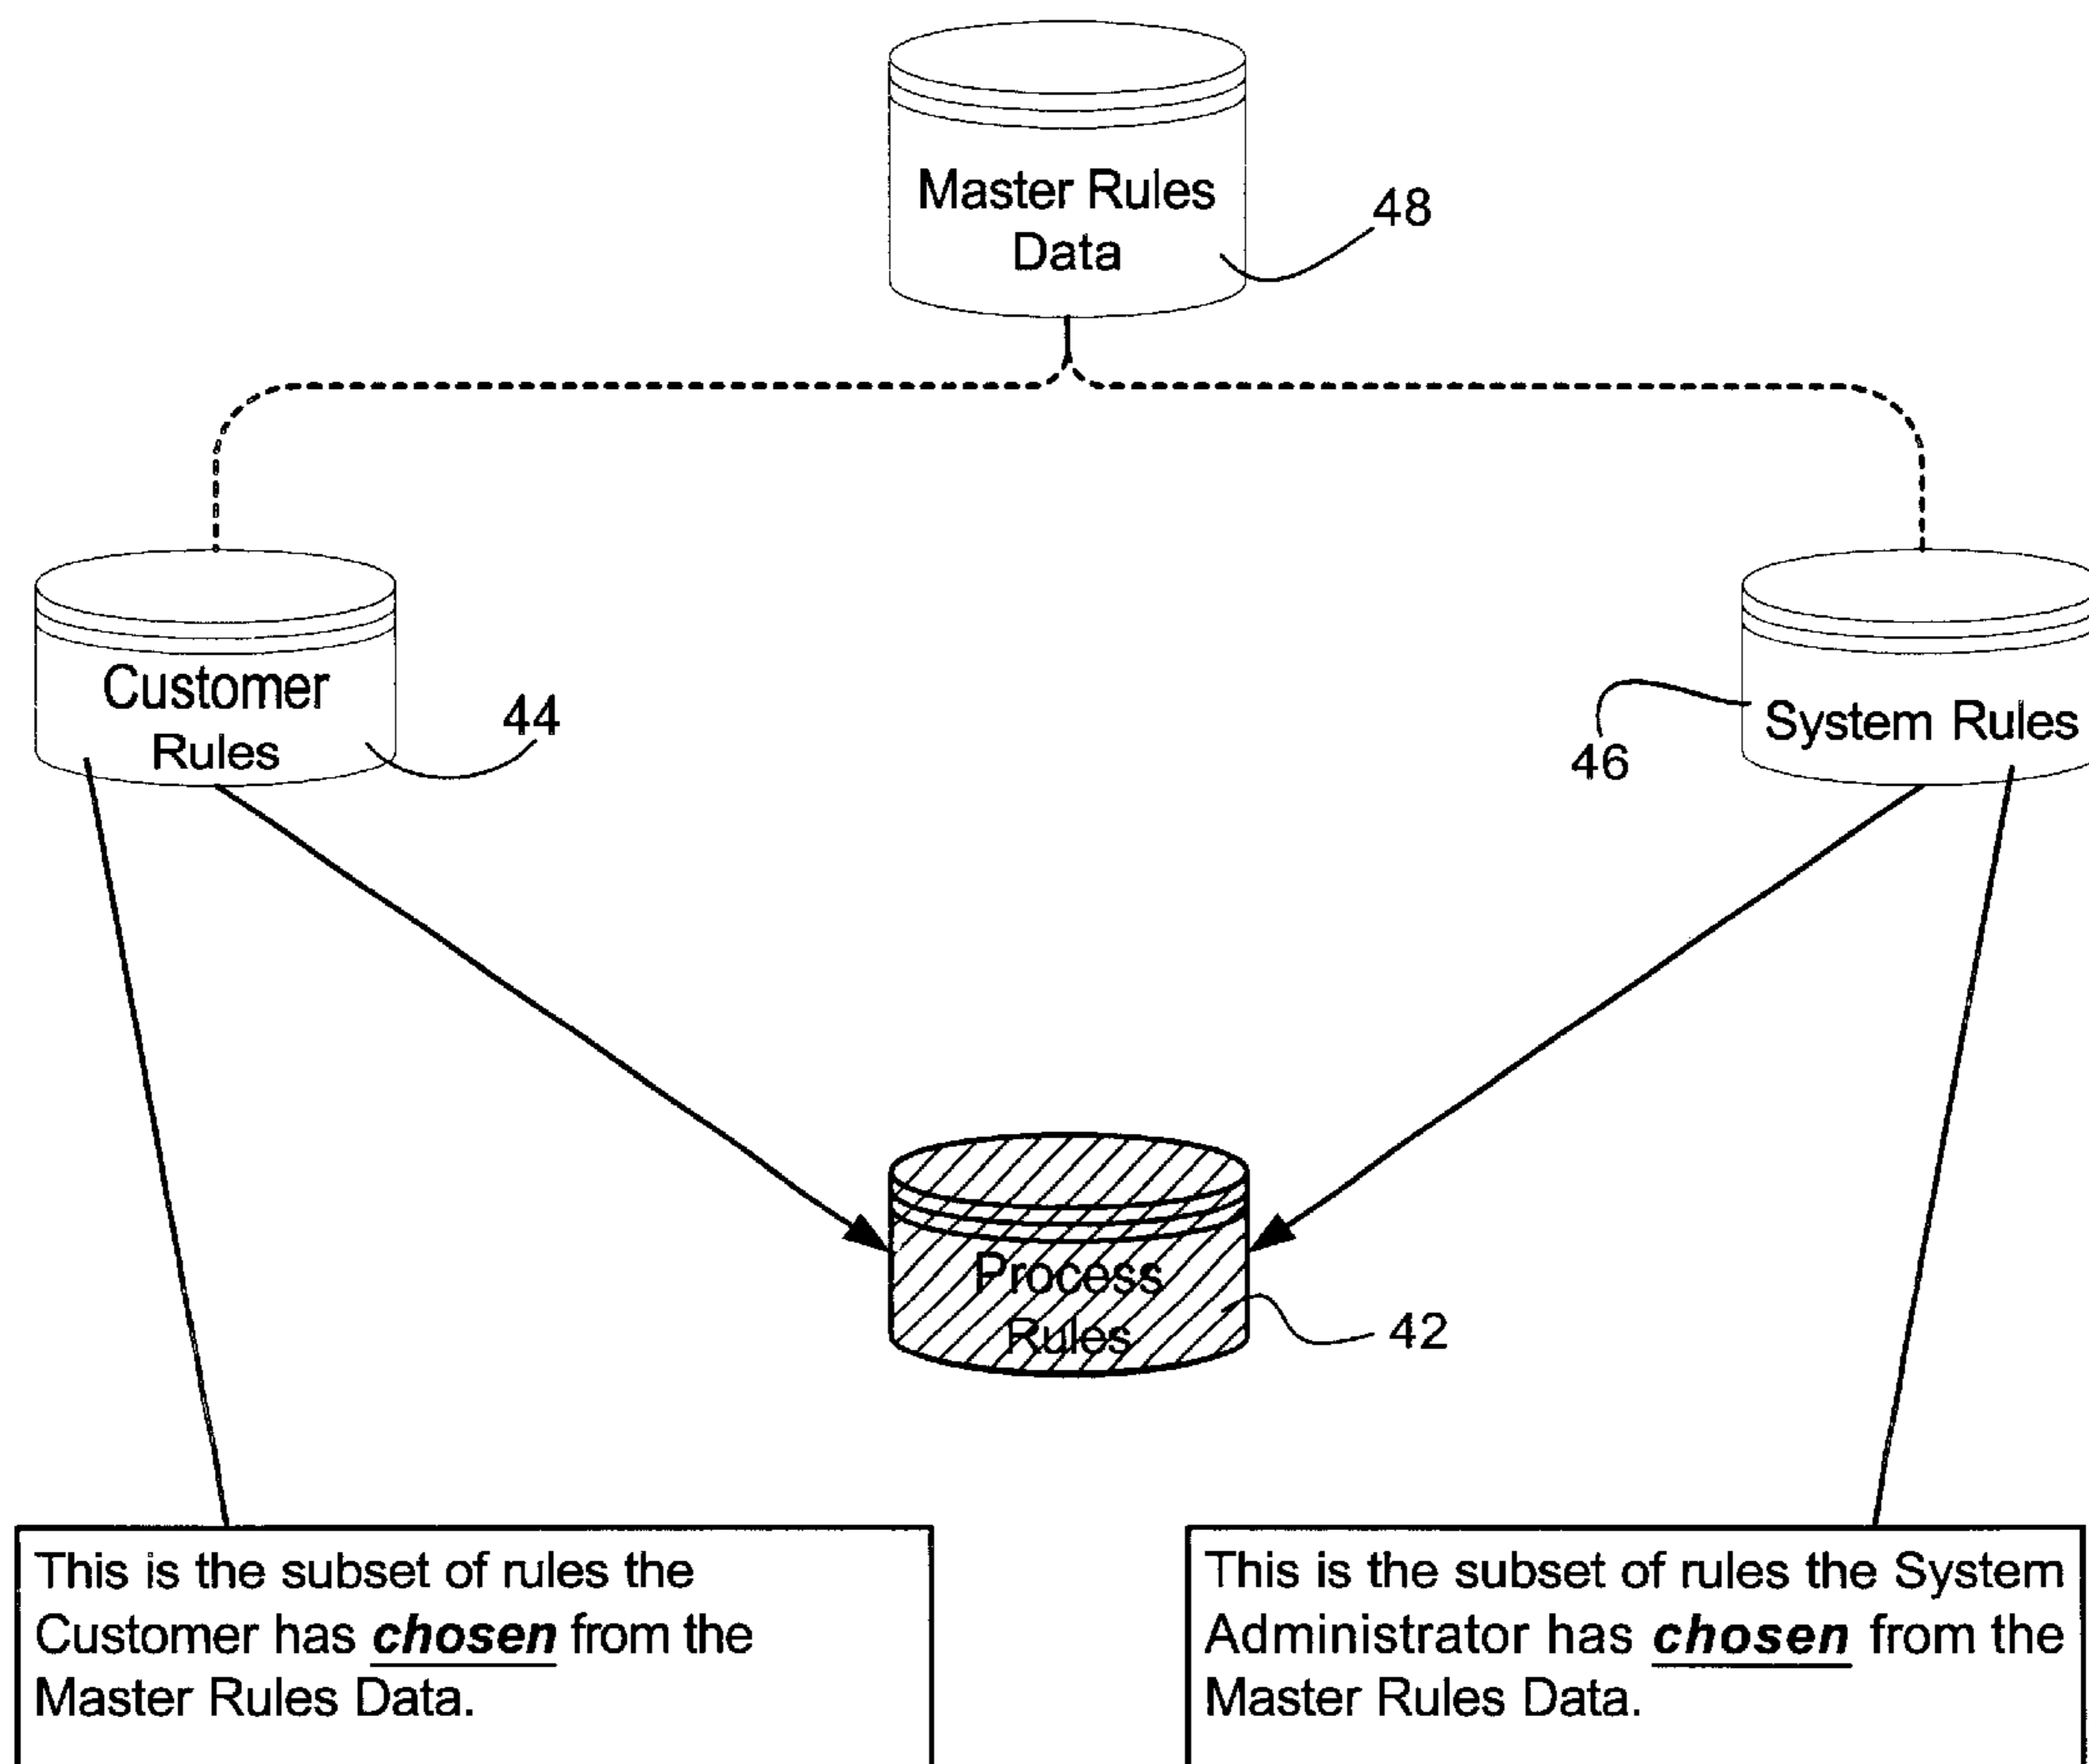 Master Rules
Data
48
Customer
Rules
44
System Rules
46
Process
Rules
42
This is the subset of rules the
Customer has chosen from the
Master Rules Data.
This is the subset of rules the System
Administrator has chosen from the
Master Rules Data.